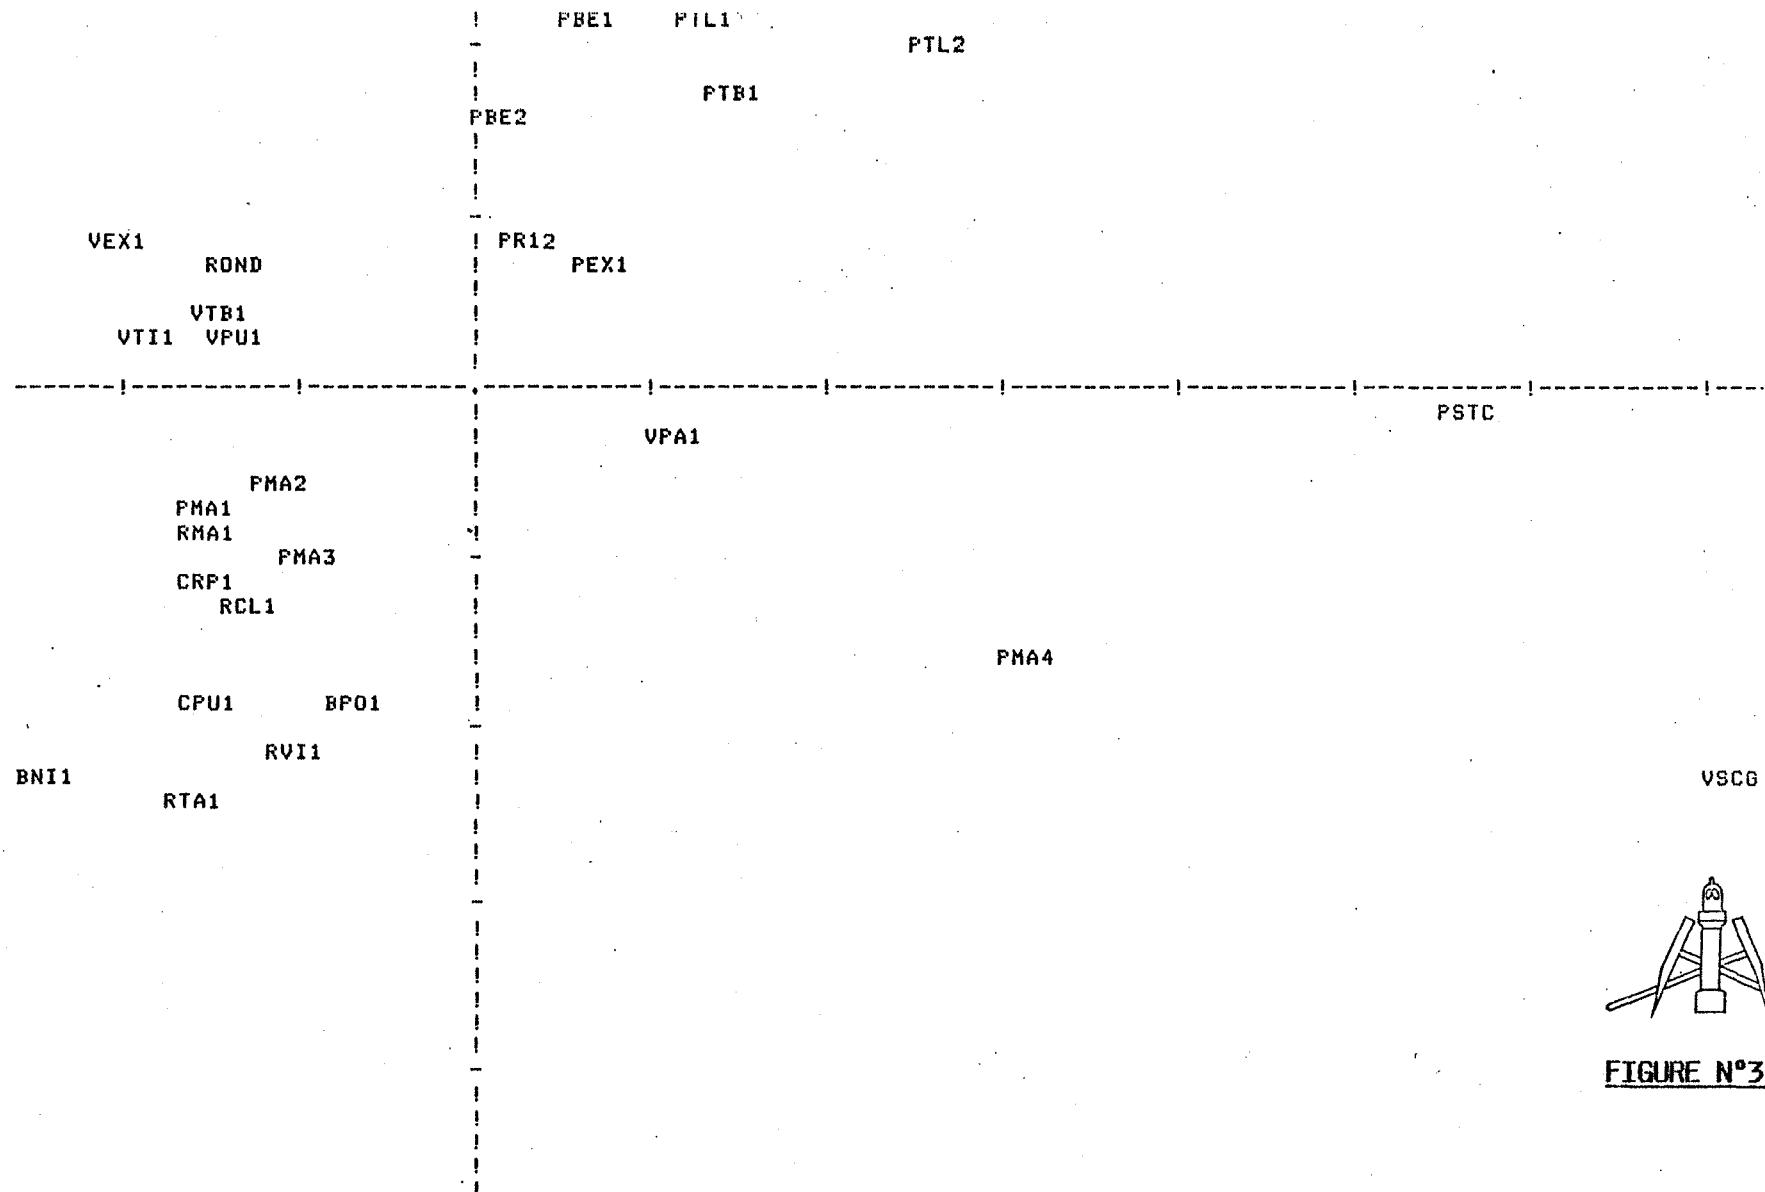 PBE1 PTL1
PTL2
PTB1
PBE2
VEX1 PR12
ROND PEX1
VTB1
VTI1 VPU1
PSTC
VPA1
PMA2
PMA1
RMA1
PMA3
CRP1
RCL1
PMA4
CPU1 BPO1
RVI1
BNI1 VSCG
RTA1
FIGURE N°3